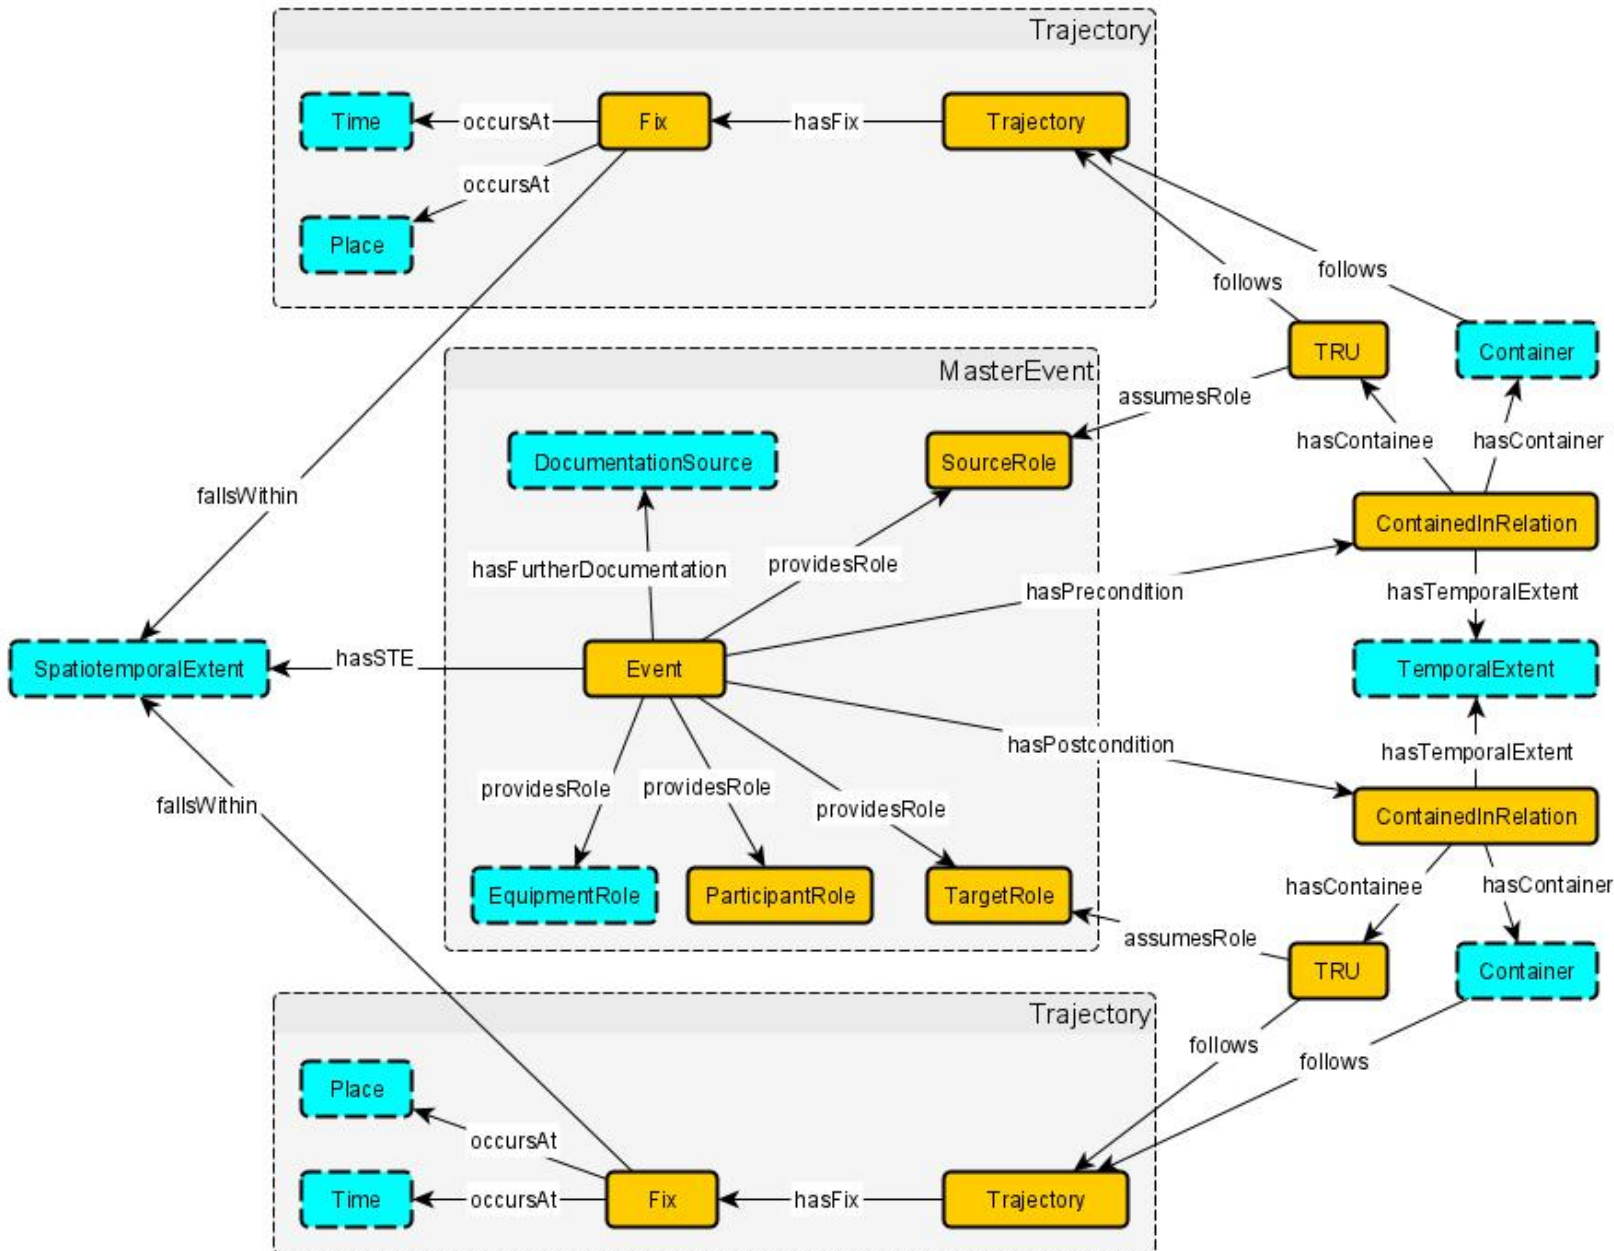 Trajectory
Time
occursAt
Fix
hasFix
Trajectory
occursAt
Place
follows
follows
TRU
Container
MasterEvent
assumesRole
hasContainee
hasContainer
DocumentationSource
SourceRole
fallsWithin
ContainedInRelation
hasFurtherDocumentation
providesRole
hasPrecondition
hasTemporalExtent
SpatiotemporalExtent
hasSTE
Event
TemporalExtent
hasPostcondition
hasTemporalExtent
fallsWithin
providesRole
providesRole
providesRole
ContainedInRelation
EquipmentRole
ParticipantRole
TargetRole
hasContainee
hasContainer
assumesRole
TRU
Container
Trajectory
follows
follows
Place
occursAt
Time
occursAt
Fix
hasFix
Trajectory